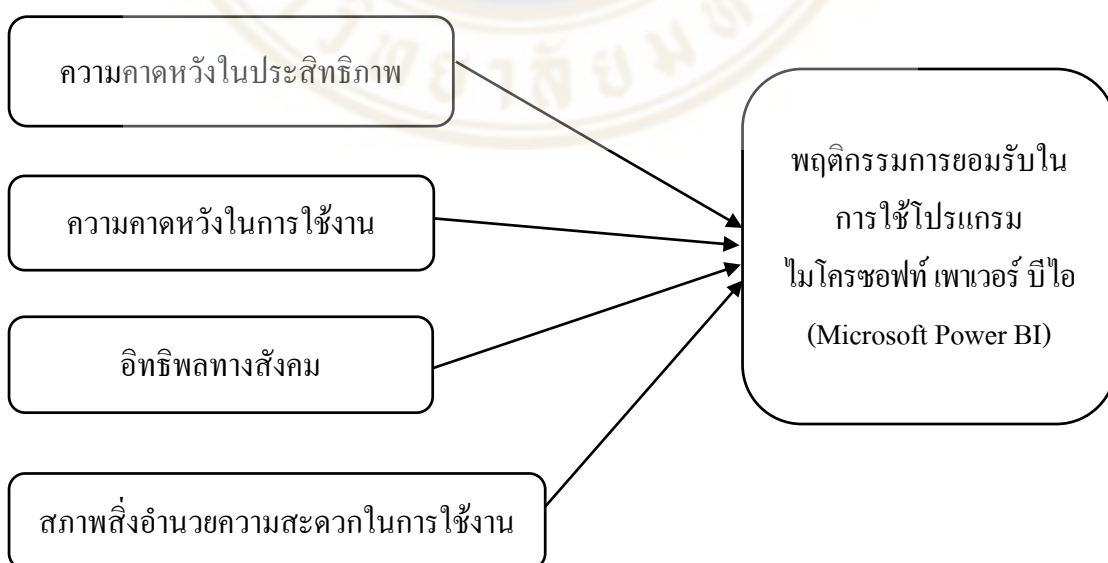 ความคาดหวังในประสิทธิภาพ
ความคาดหวังในการใช้งาน
อิทธิพลทางสังคม
สภาพสิ่งอำนวยความสะดวกในการใช้งาน
พฤติกรรมการยอมรับใน
การใช้โปรแกรม
ไมโครซอฟท์ เพาเวอร์ บีไอ
(Microsoft Power BI)